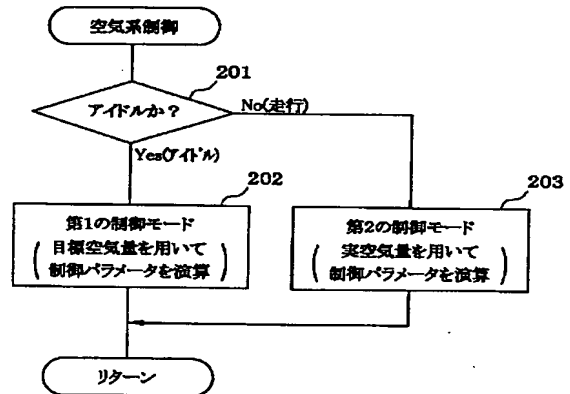 空気系制御
201
アイドルか？
No(走行)
Yes(アイドル)
202
第1の制御モード
(目標空気量を用いて
制御パラメータを演算)
203
第2の制御モード
(実空気量を用いて
制御パラメータを演算)
リターン